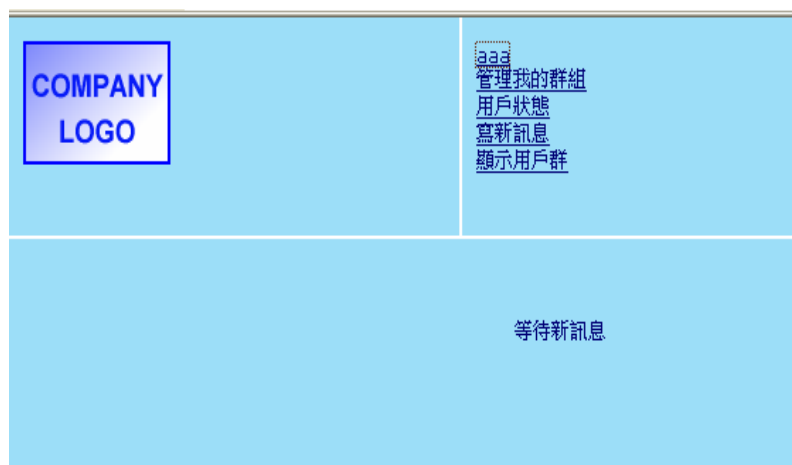 COMPANY
LOGO
aaa
管理我的群組
用戶狀態
寫新訊息
顯示用戶群
等待新訊息